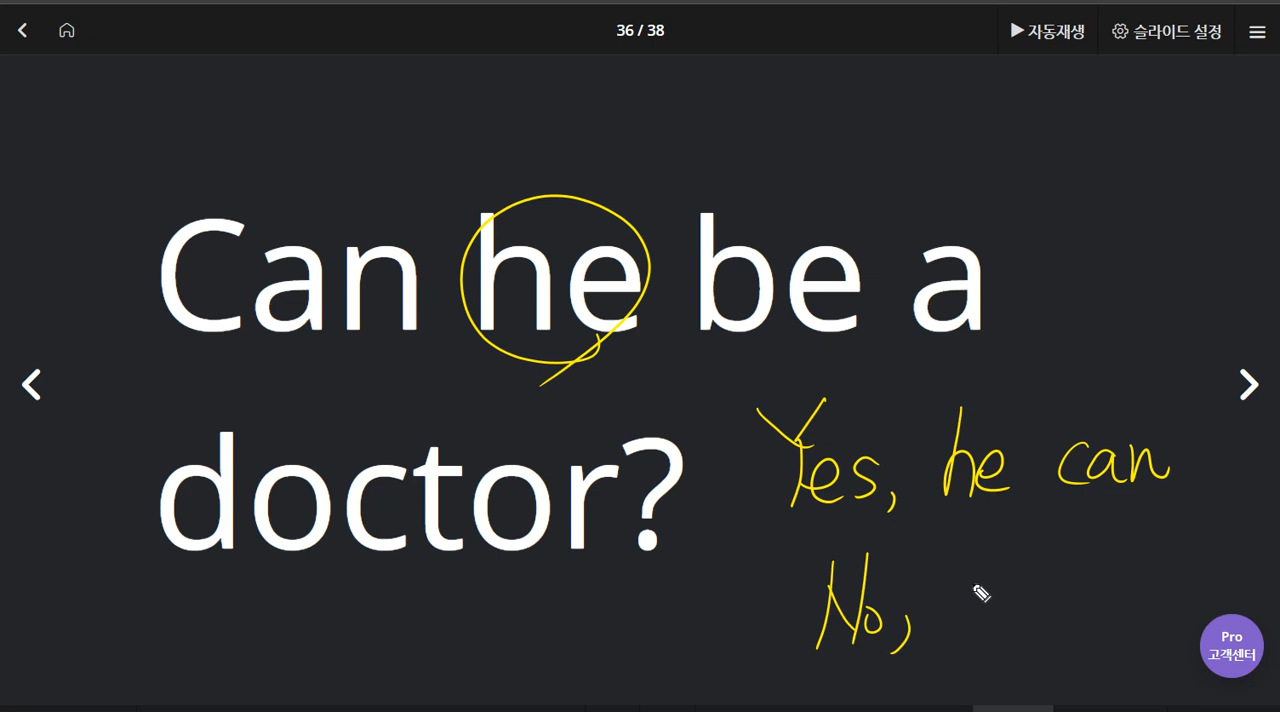 36 / 38
▶ 자동재생
슬라이드 설정
Can he be a
doctor?
Yes, he can
No,
Pro
고객센터